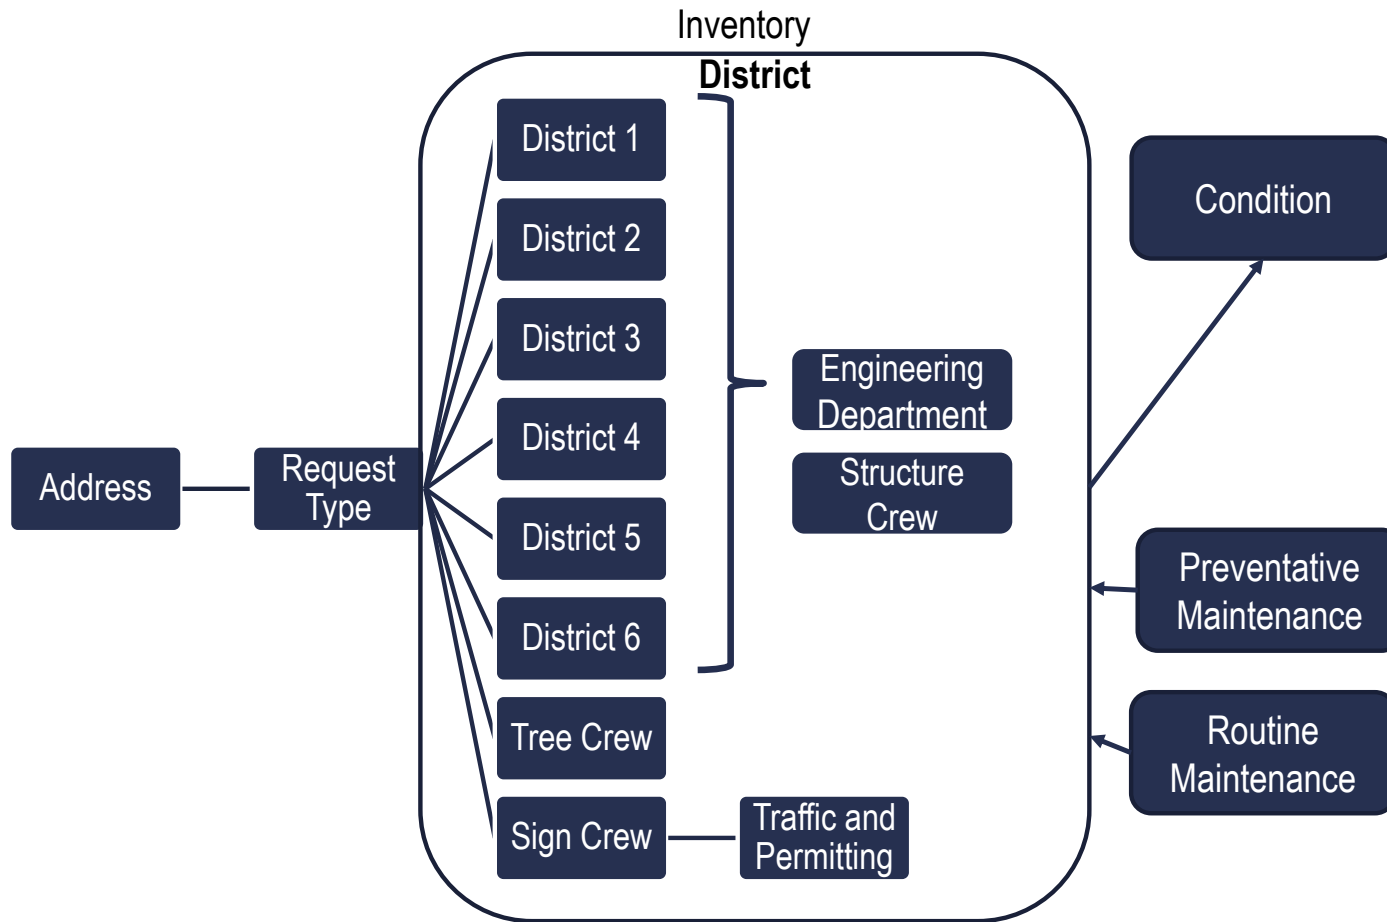 Inventory
District
District 1
District 2
District 3
District 4
District 5
District 6
Tree Crew
Sign Crew
Address
Request
Type
Engineering
Department
Structure
Crew
Traffic and
Permitting
Condition
Preventative
Maintenance
Routine
Maintenance